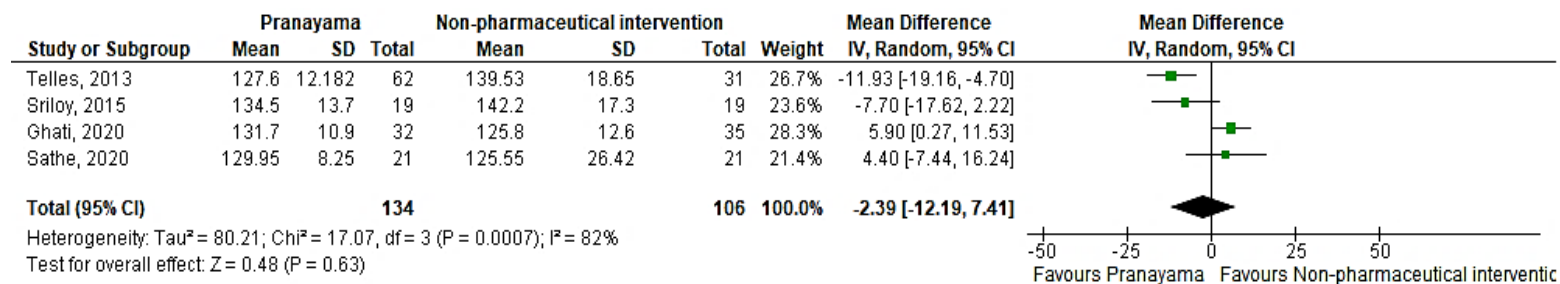 Pranayama Non-pharmaceutical intervention Mean Difference Mean Difference
Study or Subgroup Mean SD Total Mean SD Total Weight IV, Random, 95% CI IV, Random, 95% CI
Telles, 2013 127.6 12.182 62 139.53 18.65 31 26.7% -11.93 [-19.16, -4.70]
Sriloy, 2015 134.5 13.7 19 142.2 17.3 19 23.6% -7.70 [-17.62, 2.22]
Ghati, 2020 131.7 10.9 32 125.8 12.6 35 28.3% 5.90 [0.27, 11.53]
Sathe, 2020 129.95 8.25 21 125.55 26.42 21 21.4% 4.40 [-7.44, 16.24]
Total (95% CI) 134 106 100.0% -2.39 [-12.19, 7.41]
Heterogeneity: Tau² = 80.21; Chi² = 17.07, df = 3 (P = 0.0007); I² = 82%
Test for overall effect: Z = 0.48 (P = 0.63)
-50 -25 0 25 50
Favours Pranayama Favours Non-pharmaceutical interventic